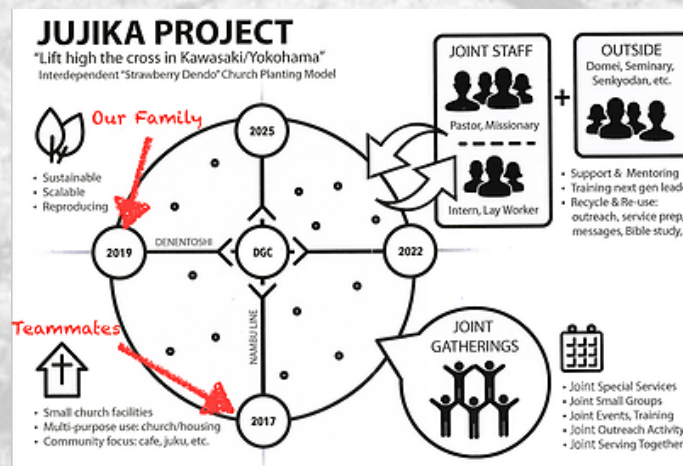 JUJIKA PROJECT
"Lift high the cross in Kawasaki/Yokohama"
Interdependent "Strawberry Dendo" Church Planting Model
Our Family
• Sustainable
• Scalable
• Reproducing
2025
2019
DENENTOSHI
DGC
2022
NAMBU LINE
2017
Teammates
• Small church facilities
• Multi-purpose use: church/housing
• Community focus: cafe, juku, etc.
JOINT STAFF
Pastor, Missionary
Intern, Lay Worker
+
OUTSIDE
Domei, Seminary,
Senkyodan, etc.
• Support & Mentoring
• Training next gen
• Recycle & Re-use:
outreach, service prep,
messages, Bible study,
JOINT
GATHERINGS
• Joint Special Services
• Joint Small Groups
• Joint Events, Training
• Joint Outreach Activity
• Joint Serving Together